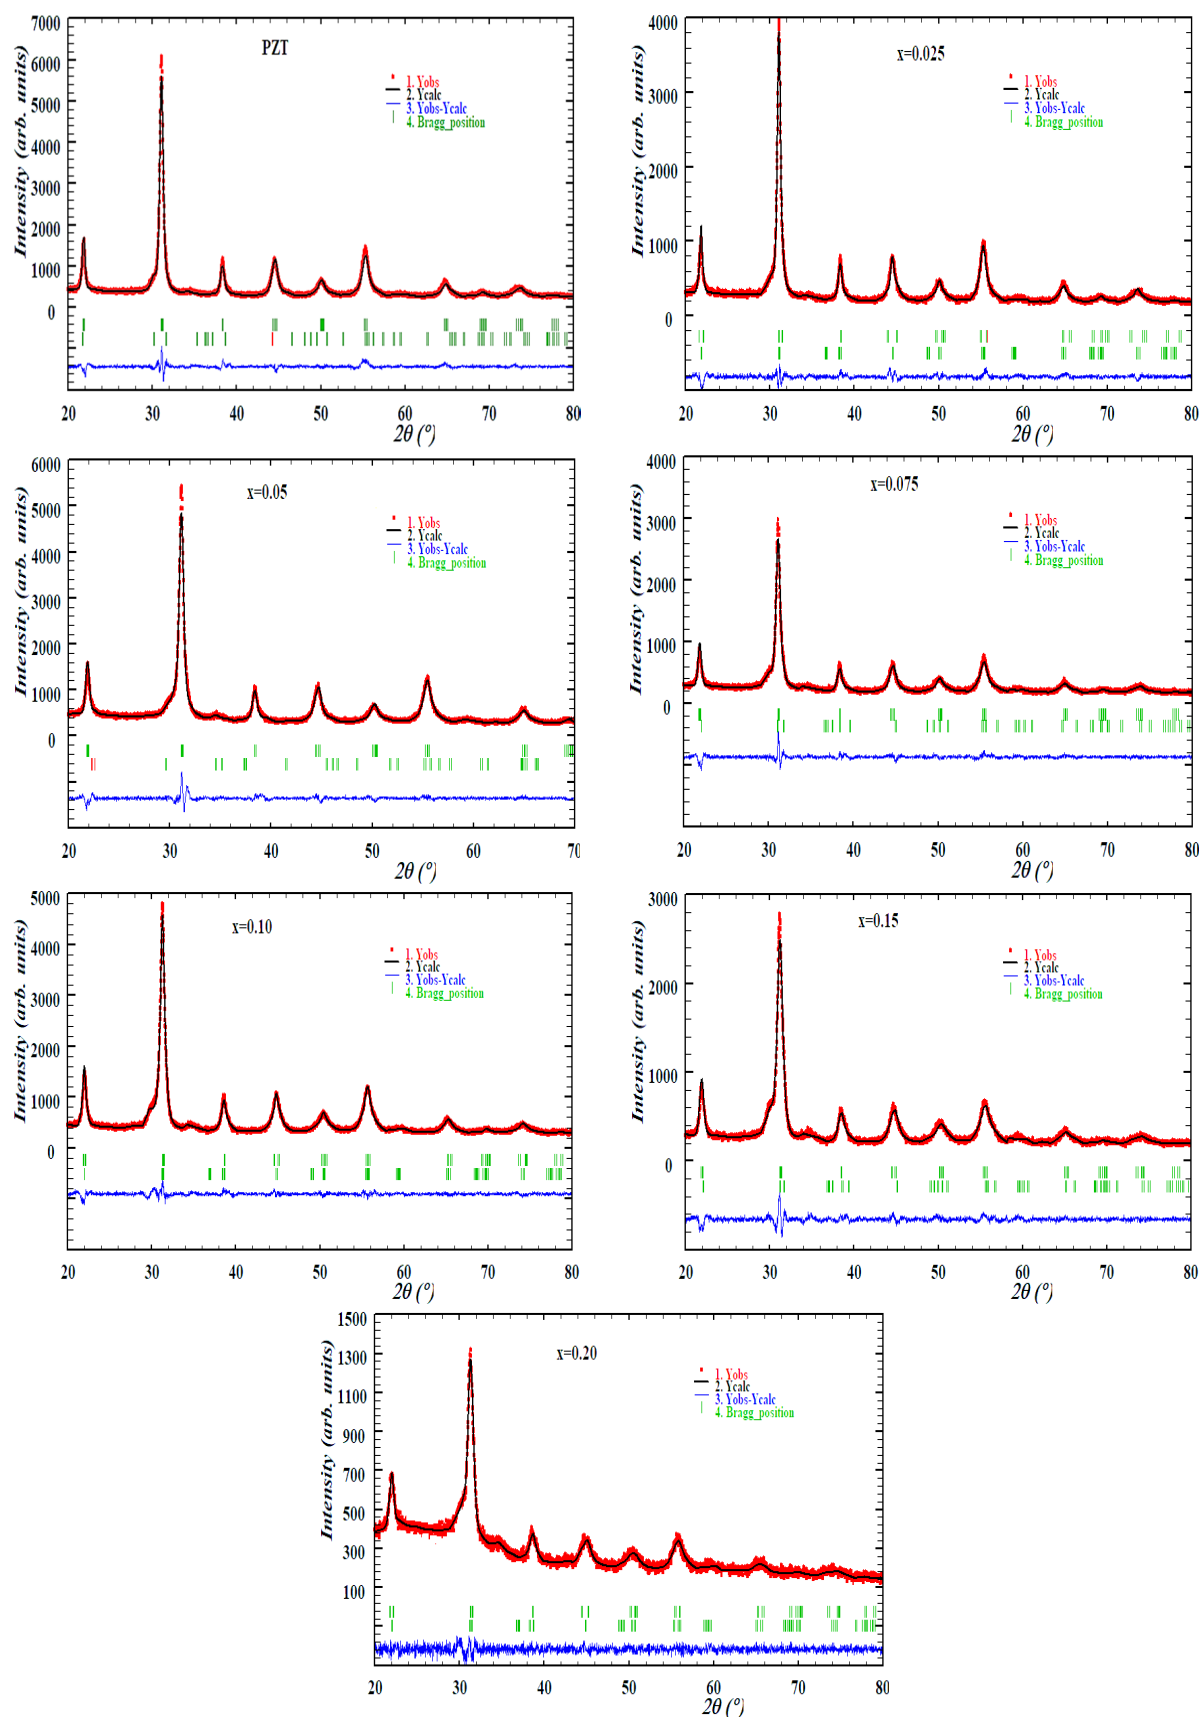 PZT
Intensity (arb. units)
7000
6000
5000
4000
3000
2000
1000
0
1. Yobs
2. Ycalc
3. Yobs-Ycalc
4. Bragg_position
20 30 40 50 60 70 80
2θ (°)
x=0.025
Intensity (arb. units)
4000
3000
2000
1000
0
1. Yobs
2. Ycalc
3. Yobs-Ycalc
4. Bragg_position
20 30 40 50 60 70 80
2θ (°)
x=0.05
Intensity (arb. units)
6000
5000
4000
3000
2000
1000
0
1. Yobs
2. Ycalc
3. Yobs-Ycalc
4. Bragg_position
20 30 40 50 60 70
2θ (°)
x=0.075
Intensity (arb. units)
4000
3000
2000
1000
0
1. Yobs
2. Ycalc
3. Yobs-Ycalc
4. Bragg_position
20 30 40 50 60 70 80
2θ (°)
x=0.10
Intensity (arb. units)
5000
4000
3000
2000
1000
0
1. Yobs
2. Ycalc
3. Yobs-Ycalc
4. Bragg_position
20 30 40 50 60 70 80
2θ (°)
x=0.15
Intensity (arb. units)
3000
2000
1000
0
1. Yobs
2. Ycalc
3. Yobs-Ycalc
4. Bragg_position
20 30 40 50 60 70 80
2θ (°)
x=0.20
Intensity (arb. units)
1500
1300
1100
900
700
500
300
100
1. Yobs
2. Ycalc
3. Yobs-Ycalc
4. Bragg_position
20 30 40 50 60 70 80
2θ (°)